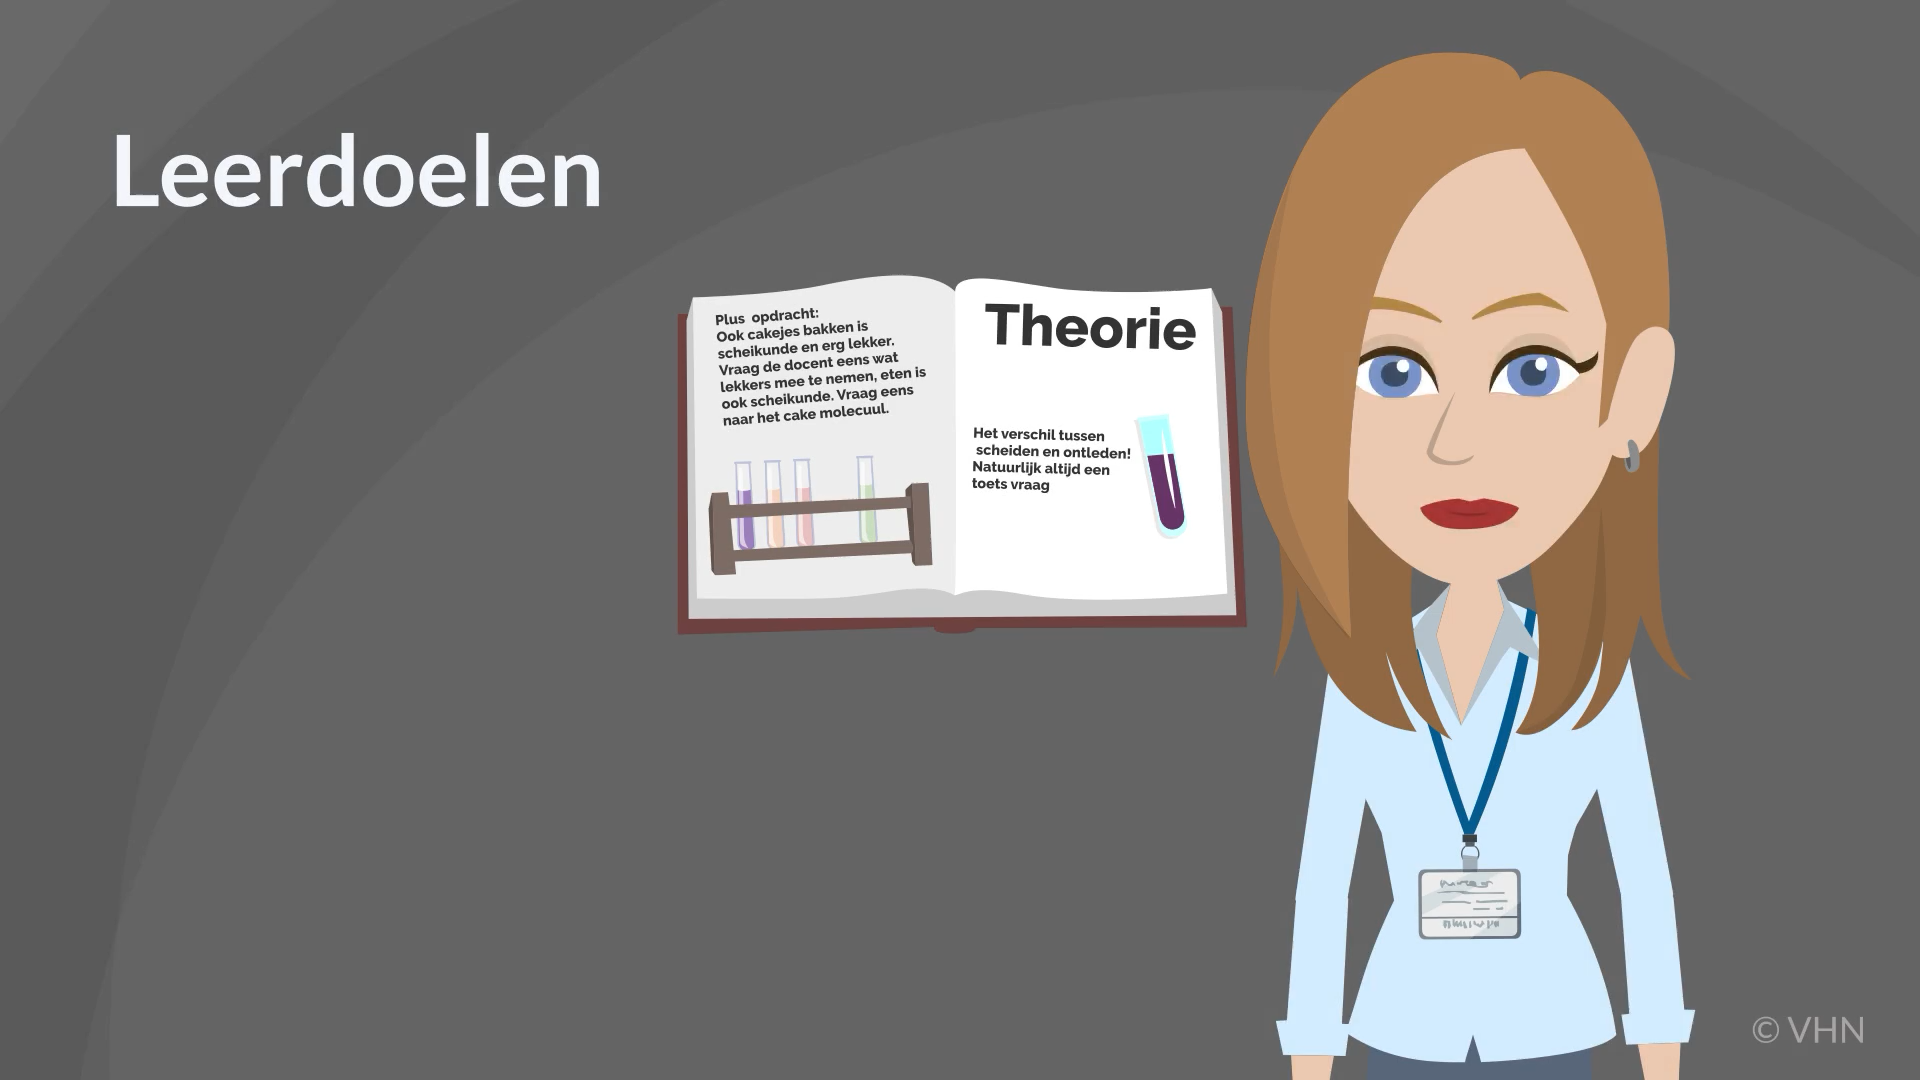 Leerdoelen
Plus opdracht:
Ook cakejes bakken is
scheikunde en erg lekker.
Vraag de docent eens wat
lekkers mee te nemen, eten is
ook scheikunde. Vraag eens
naar het cake molecuul.
Theorie
Het verschil tussen
scheiden en ontleden!
Natuurlijk altijd een
toets vraag
© VHN